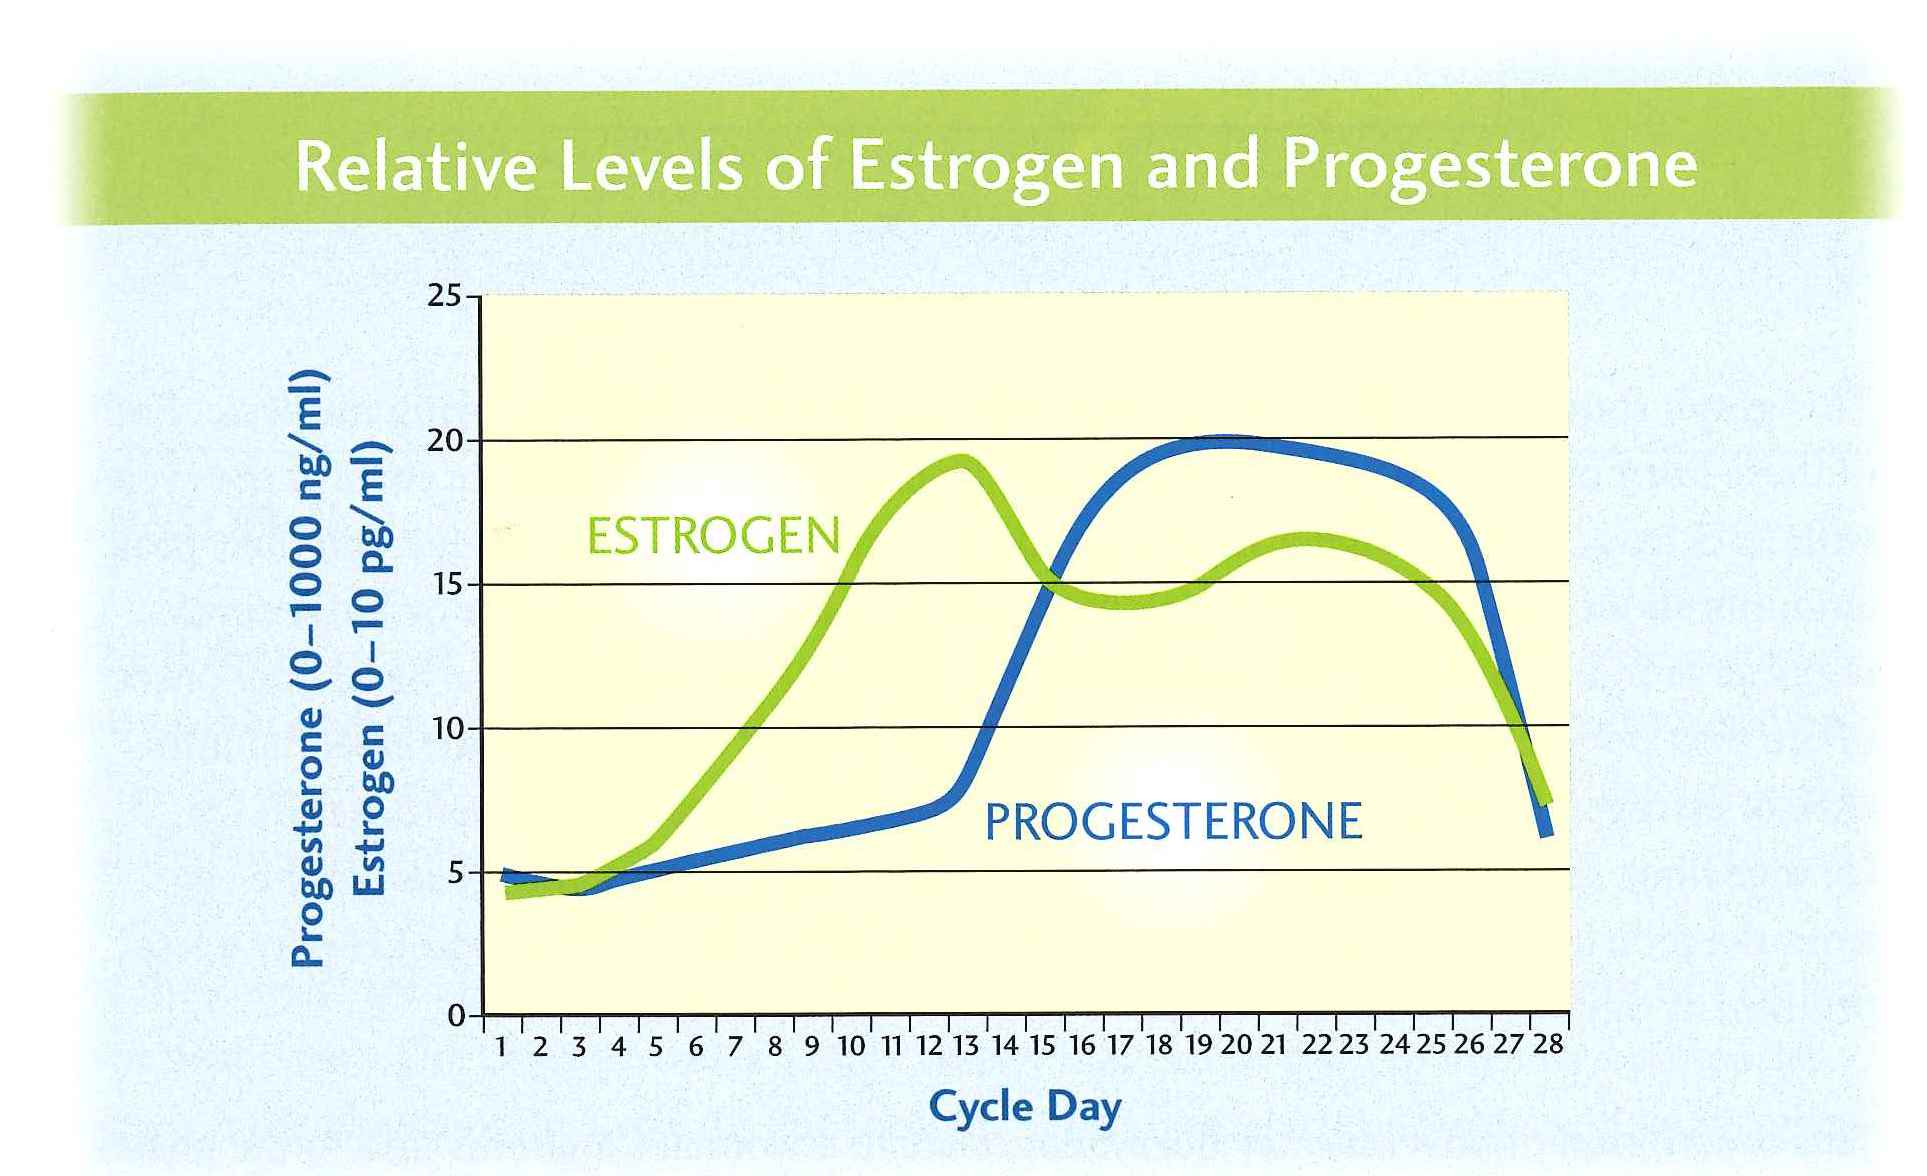 Relative Levels of Estrogen and Progesterone
Progesterone (0–1000 ng/ml)
Estrogen (0–10 pg/ml)
25
20
15
10
5
0
ESTROGEN
PROGESTERONE
1 2 3 4 5 6 7 8 9 10 11 12 13 14 15 16 17 18 19 20 21 22 23 24 25 26 27 28
Cycle Day